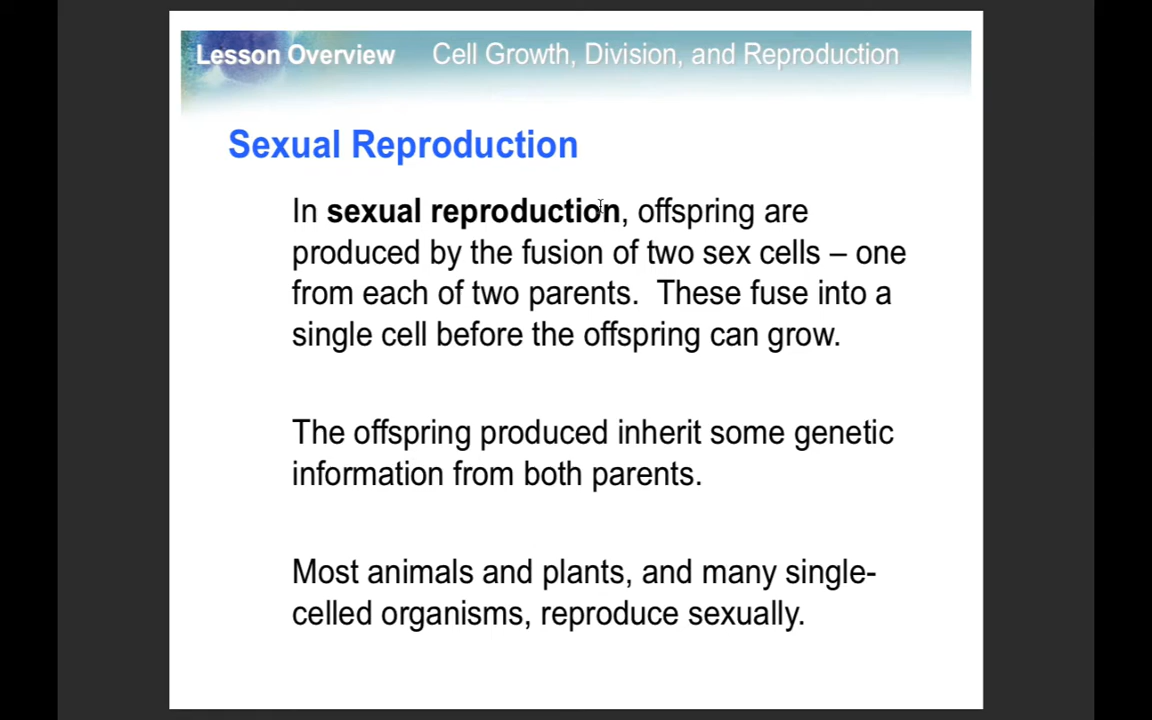 Lesson Overview Cell Growth, Division, and Reproduction
Sexual Reproduction
In sexual reproduction, offspring are
produced by the fusion of two sex cells – one
from each of two parents.  These fuse into a
single cell before the offspring can grow.
The offspring produced inherit some genetic
information from both parents.
Most animals and plants, and many single-
celled organisms, reproduce sexually.